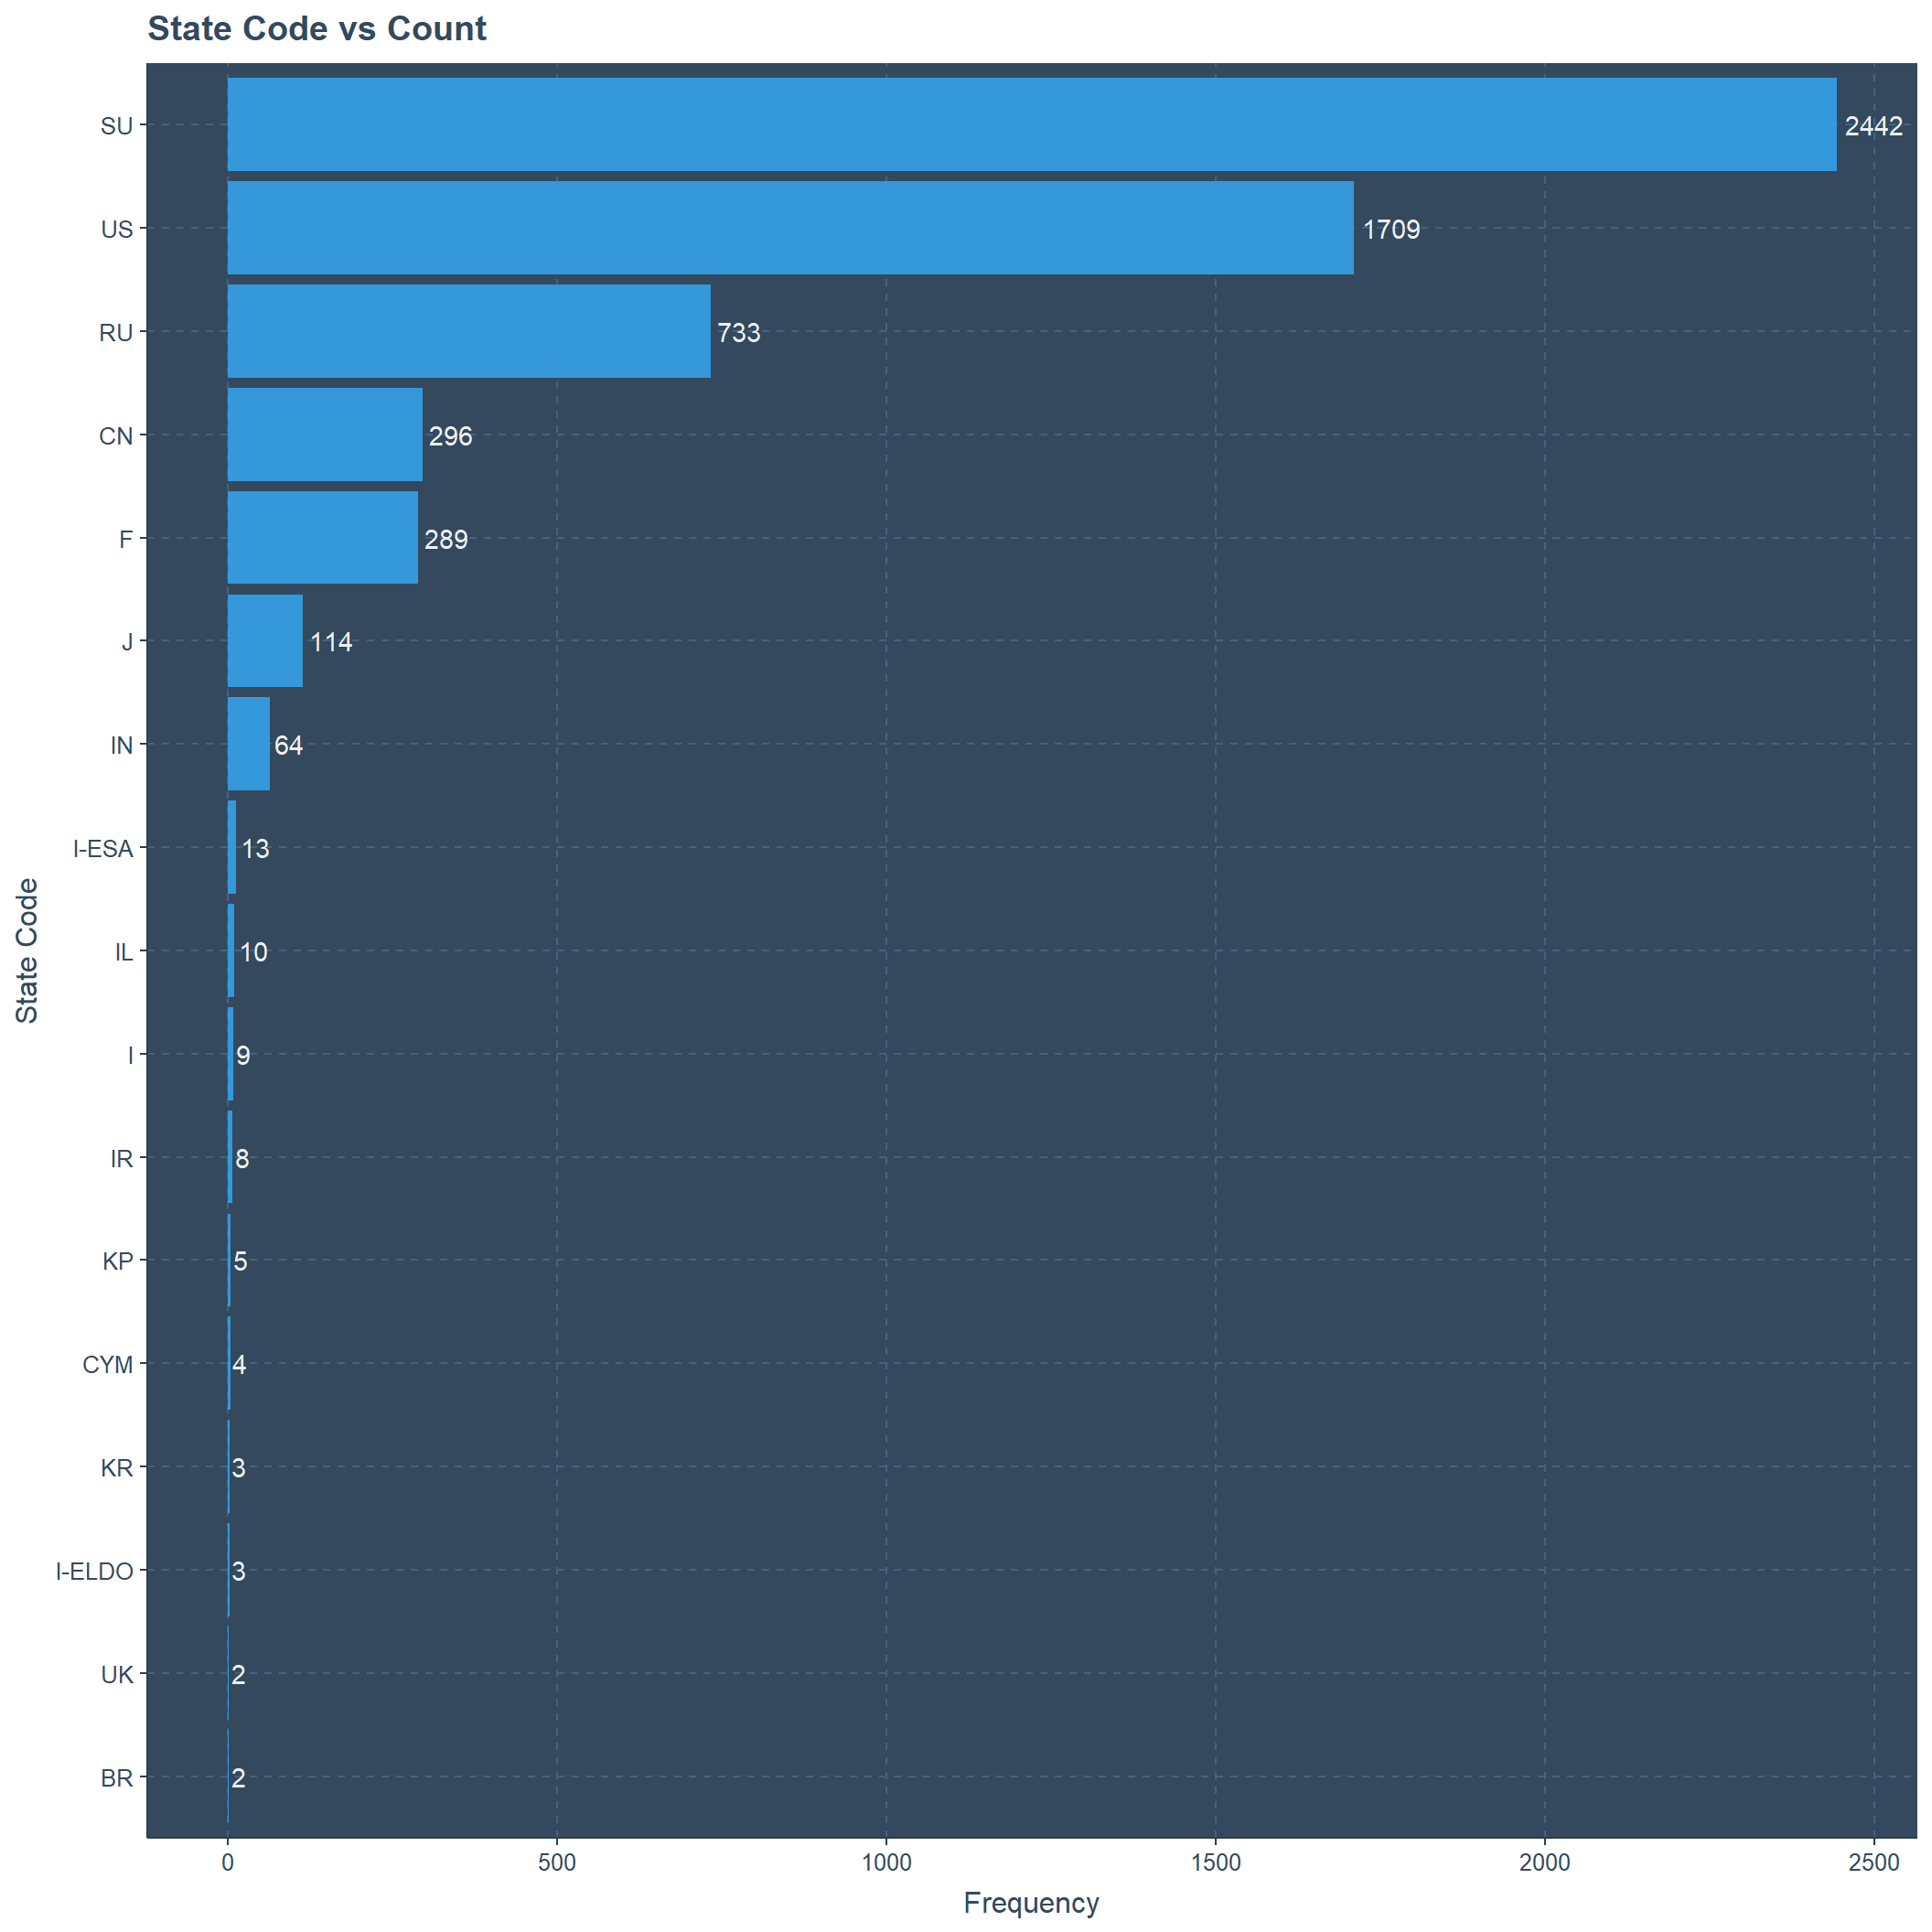 State Code vs Count
SU 2442
US 1709
RU 733
CN 296
F 289
J 114
IN 64
I-ESA 13
IL 10
I 9
IR 8
KP 5
CYM 4
KR 3
I-ELDO 3
UK 2
BR 2
State Code
0 500 1000 1500 2000 2500
Frequency